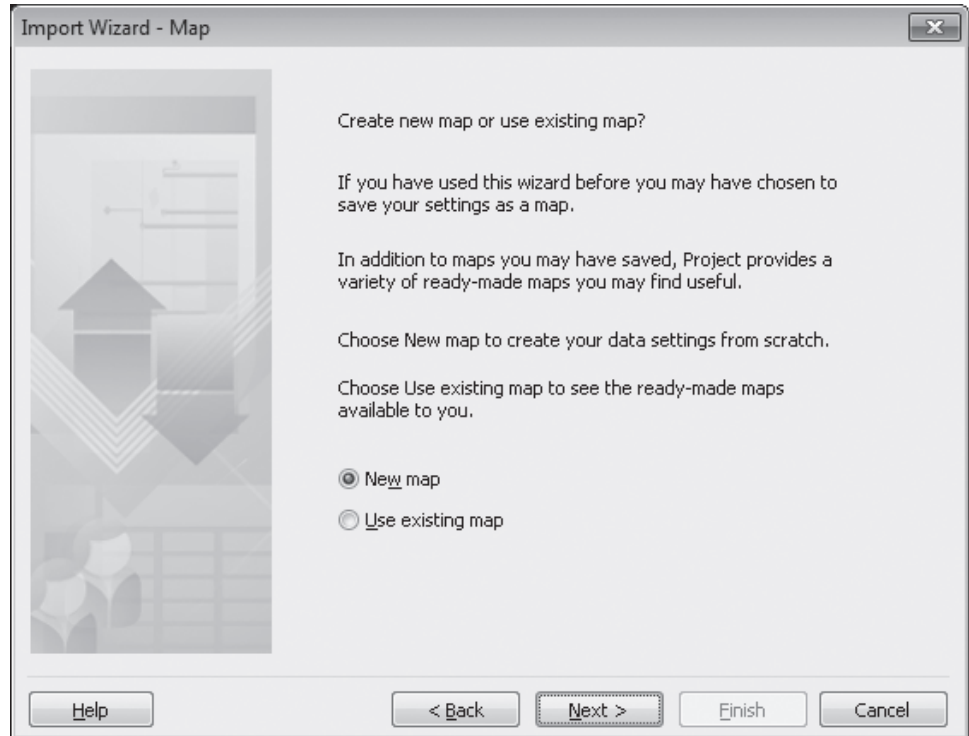 Import Wizard - Map
Create new map or use existing map?
If you have used this wizard before you may have chosen to
save your settings as a map.
In addition to maps you may have saved, Project provides a
variety of ready-made maps you may find useful.
Choose New map to create your data settings from scratch.
Choose Use existing map to see the ready-made maps
available to you.
New map
Use existing map
Help
< Back
Next >
Finish
Cancel